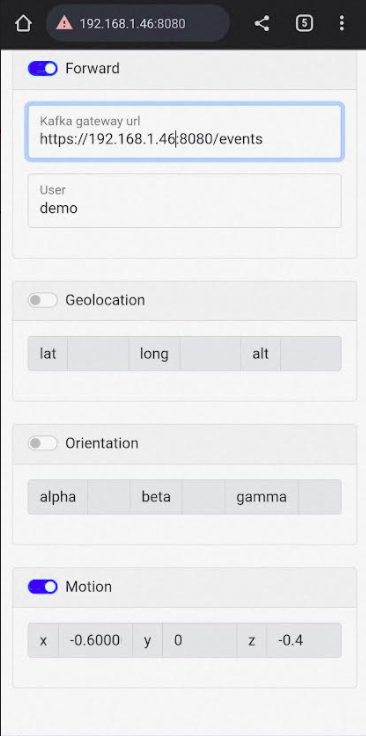 192.168.1.46:8080
5
Forward
Kafka gateway url
https://192.168.1.46:8080/events
User
demo
Geolocation
lat long alt
Orientation
alpha beta gamma
Motion
x -0.6000 y 0 z -0.4